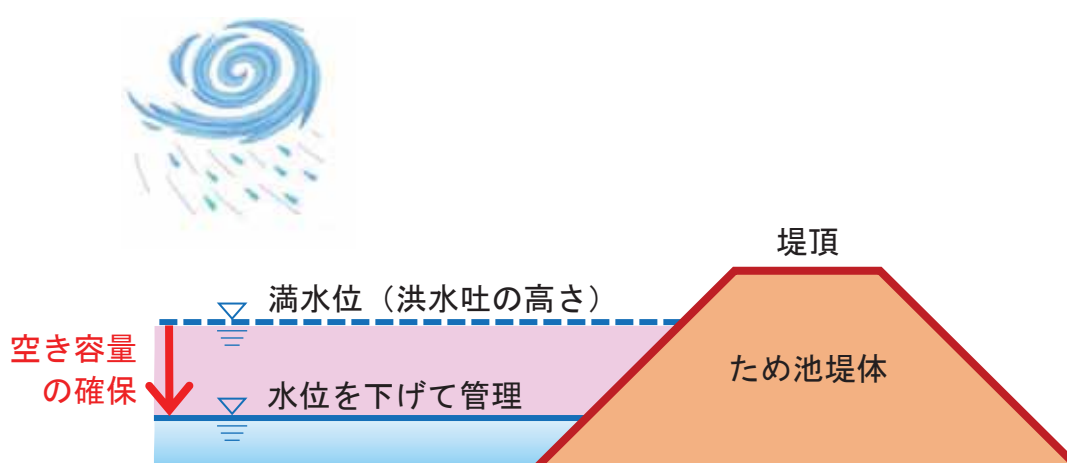 堤頂
満水位（洪水吐の高さ）
空き容量
の確保
水位を下げて管理
ため池堤体